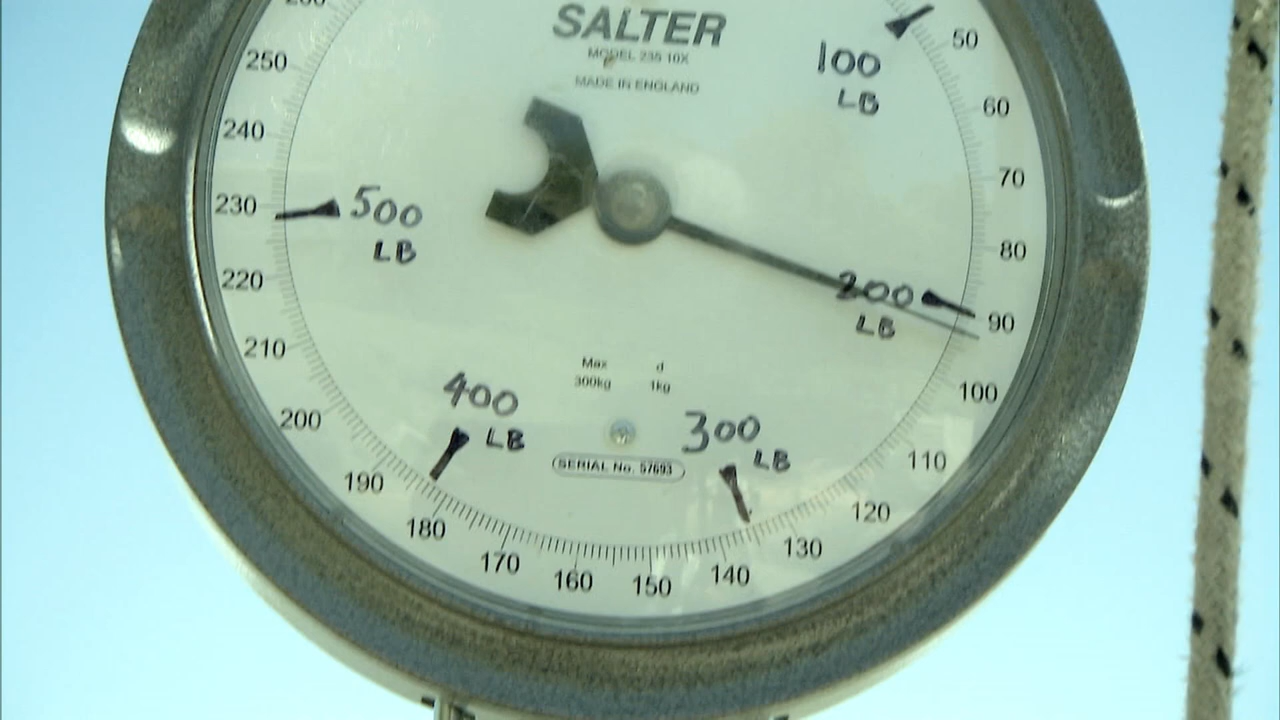 SALTER
MODEL 235 10X
MADE IN ENGLAND
100
LB
50
60
70
80
90
100
110
120
130
140
150
160
170
180
190
200
210
220
230
240
250
260
500
LB
200
LB
400
LB
300
LB
Max d
300kg 1kg
SERIAL No. 57693